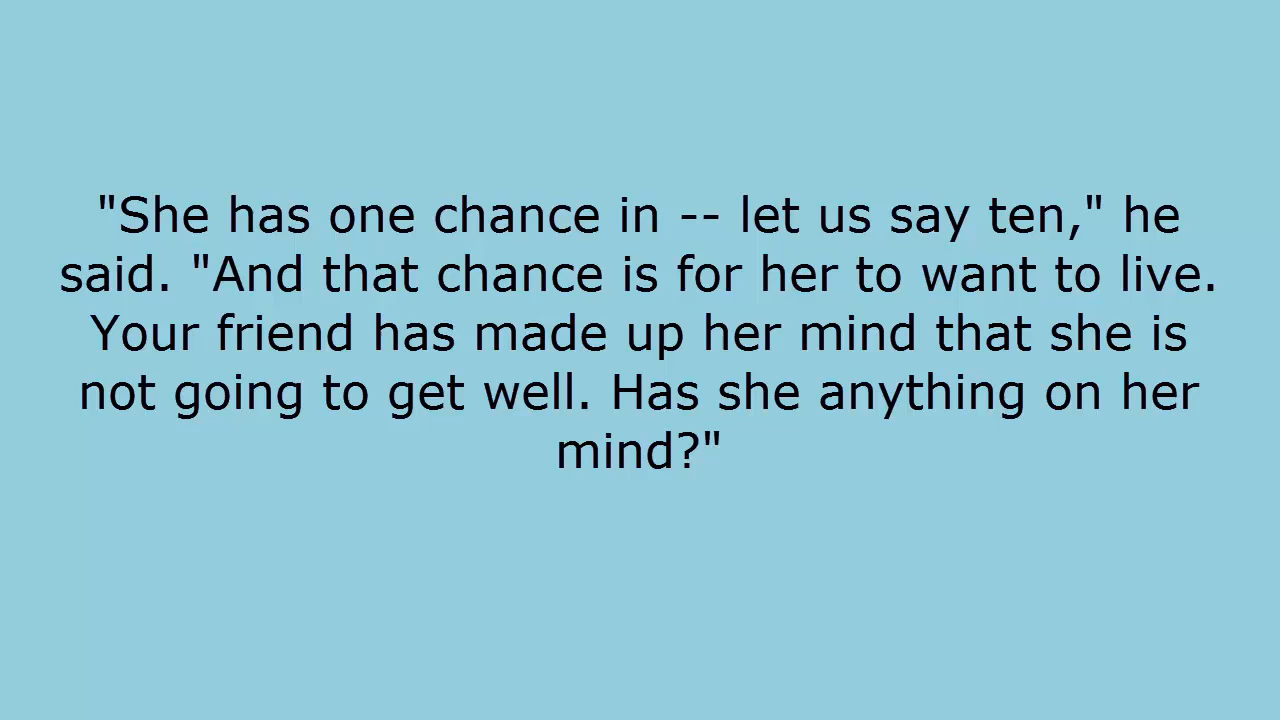 "She has one chance in -- let us say ten," he
said. "And that chance is for her to want to live.
Your friend has made up her mind that she is
not going to get well. Has she anything on her
mind?"